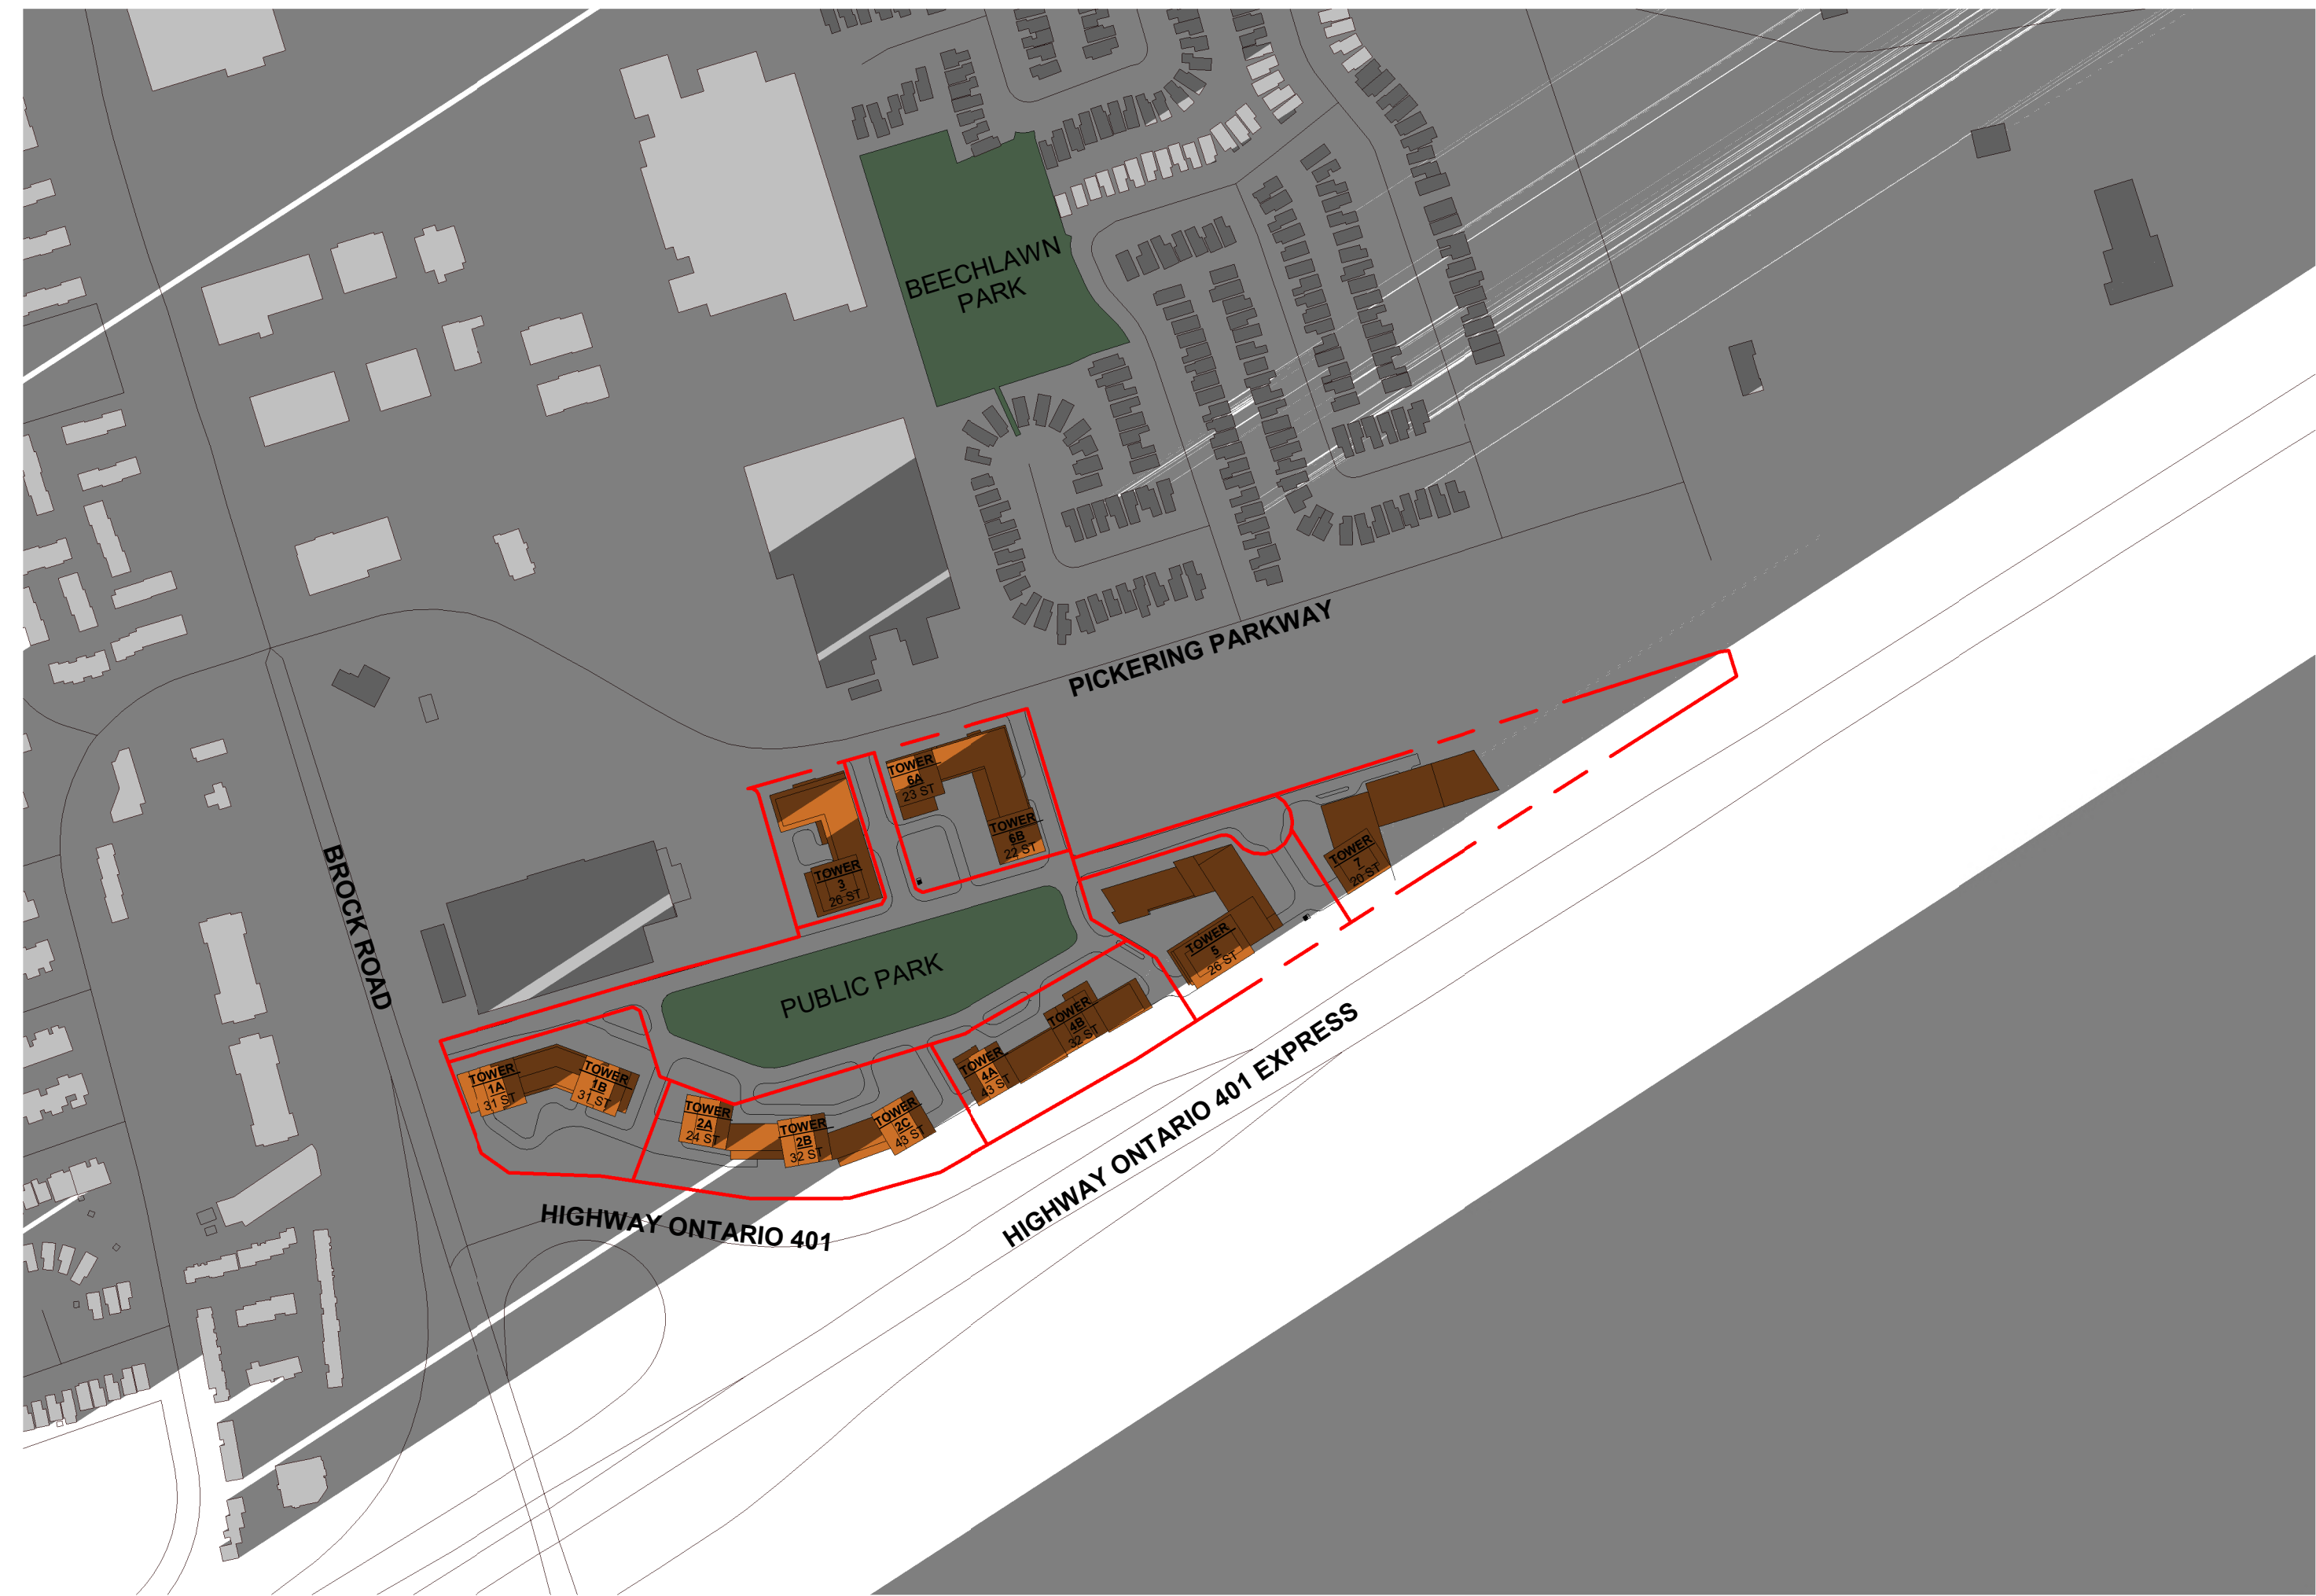 BEECHLAWN
PARK
PICKERING PARKWAY
TOWER
6A
23 ST
TOWER
6B
22 ST
TOWER
3
26 ST
TOWER
7
20 ST
BROCK ROAD
TOWER
5
26 ST
PUBLIC PARK
TOWER
4B
32 ST
TOWER
4A
43 ST
TOWER
1A
31 ST
TOWER
1B
31 ST
TOWER
2A
24 ST
TOWER
2B
32 ST
TOWER
2C
43 ST
HIGHWAY ONTARIO 401 EXPRESS
HIGHWAY ONTARIO 401